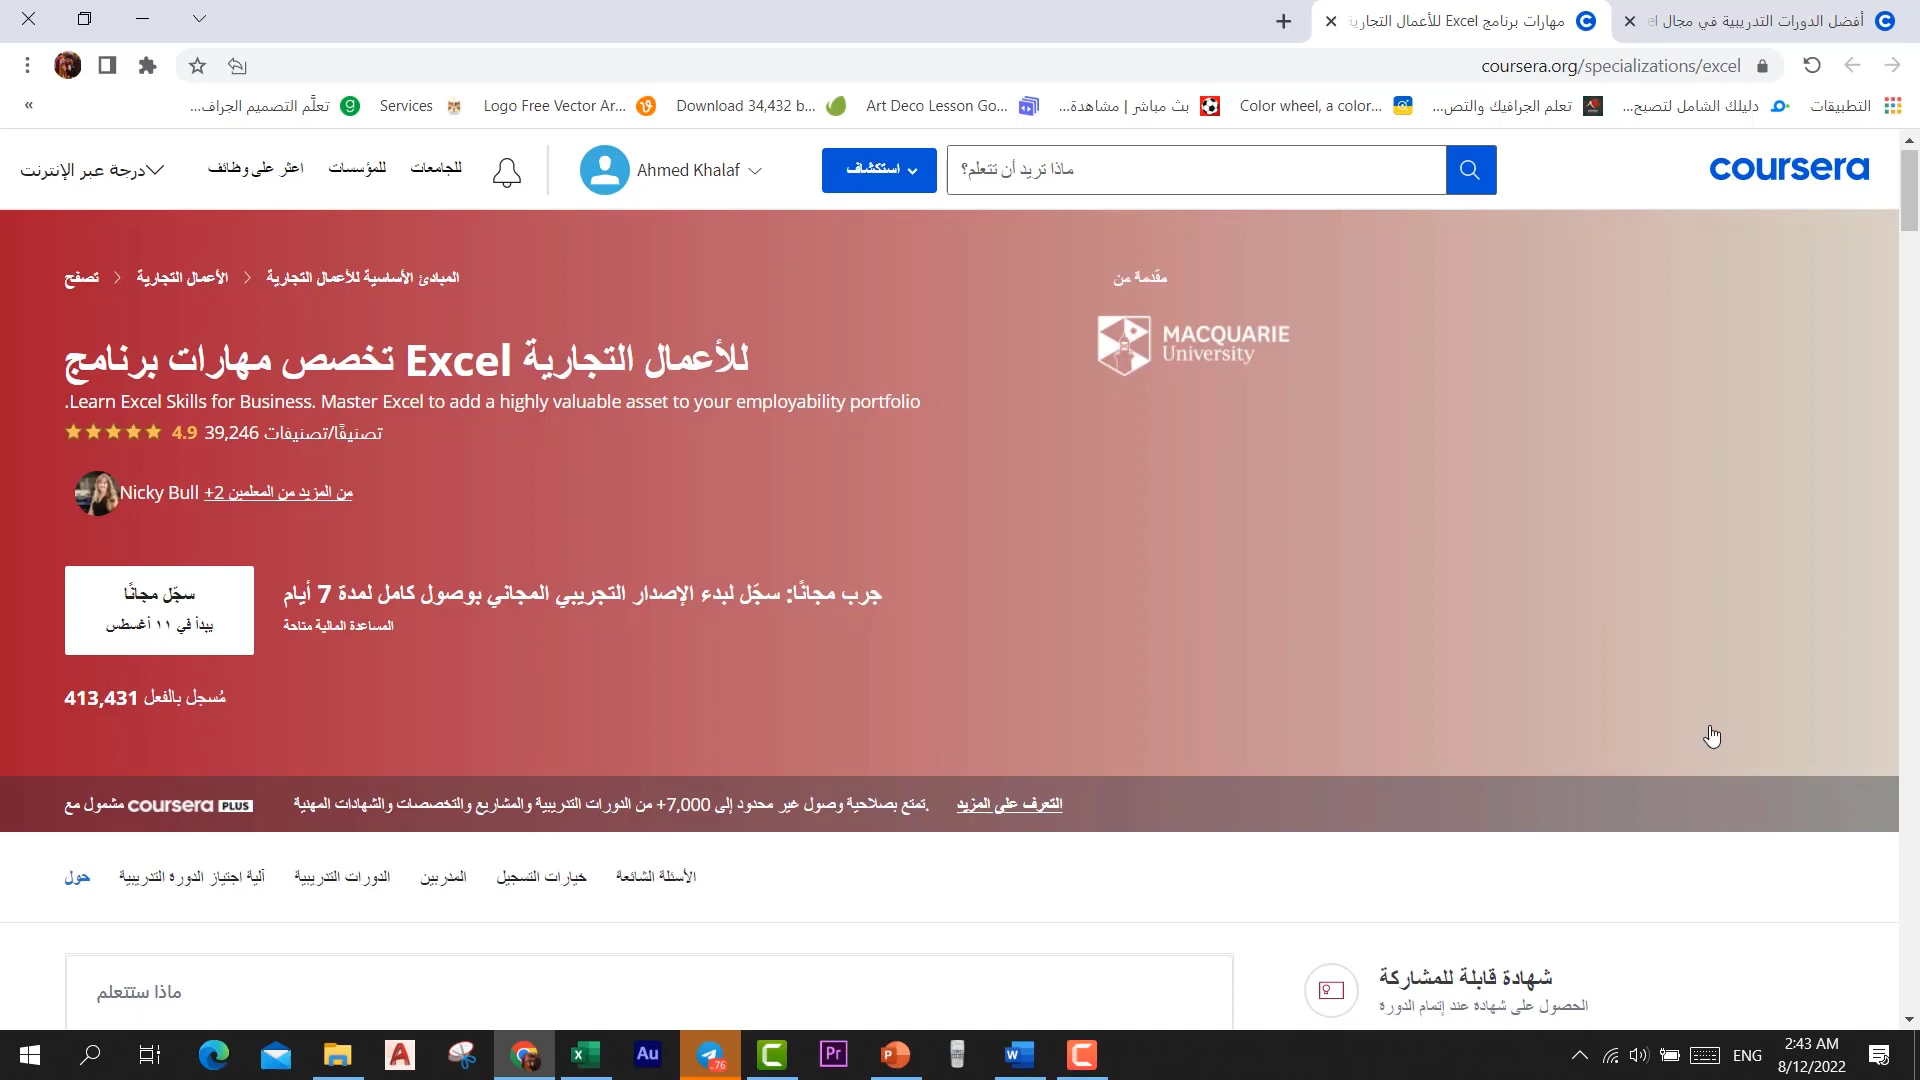 أفضل الدورات التدريبية في مجال el
مهارات برنامج Excel للأعمال التجارية
coursera.org/specializations/excel
التطبيقات
دليلك الشامل لتصبح...
تعلم الجرافيك والتص...
Color wheel, a color...
بث مباشر | مشاهدة...
Art Deco Lesson Go...
Download 34,432 b...
Logo Free Vector Ar...
Services
تعلَّم التصميم الجراف...
«
coursera
ماذا تريد أن تتعلم؟
استكشاف
Ahmed Khalaf
للجامعات
للمؤسسات
اعثر على وظائف
درجة عبر الإنترنت
تصفح > الأعمال التجارية > المبادئ الأساسية للأعمال التجارية
مقدمة من
MACQUARIE
University
تخصص مهارات برنامج Excel للأعمال التجارية
.Learn Excel Skills for Business. Master Excel to add a highly valuable asset to your employability portfolio
4.9 39,246 تصنيفًا/تصنيفات
Nicky Bull +2 من المزيد من المعلمين
سجّل مجانًا
يبدأ في ١١ أغسطس
جرب مجانًا: سجّل لبدء الإصدار التجريبي المجاني بوصول كامل لمدة 7 أيام
المساعدة المالية متاحة
413,431 مُسجل بالفعل
مشمول مع coursera PLUS
تمتع بصلاحية وصول غير محدود إلى 7,000+ من الدورات التدريبية والمشاريع والتخصصات والشهادات المهنية.
التعرف على المزيد
حول
آلية اجتياز الدورة التدريبية
الدورات التدريبية
المدربين
خيارات التسجيل
الأسئلة الشائعة
ماذا ستتعلم
شهادة قابلة للمشاركة
الحصول على شهادة عند إتمام الدورة
Au
76
Pr
ENG
2:43 AM
8/12/2022